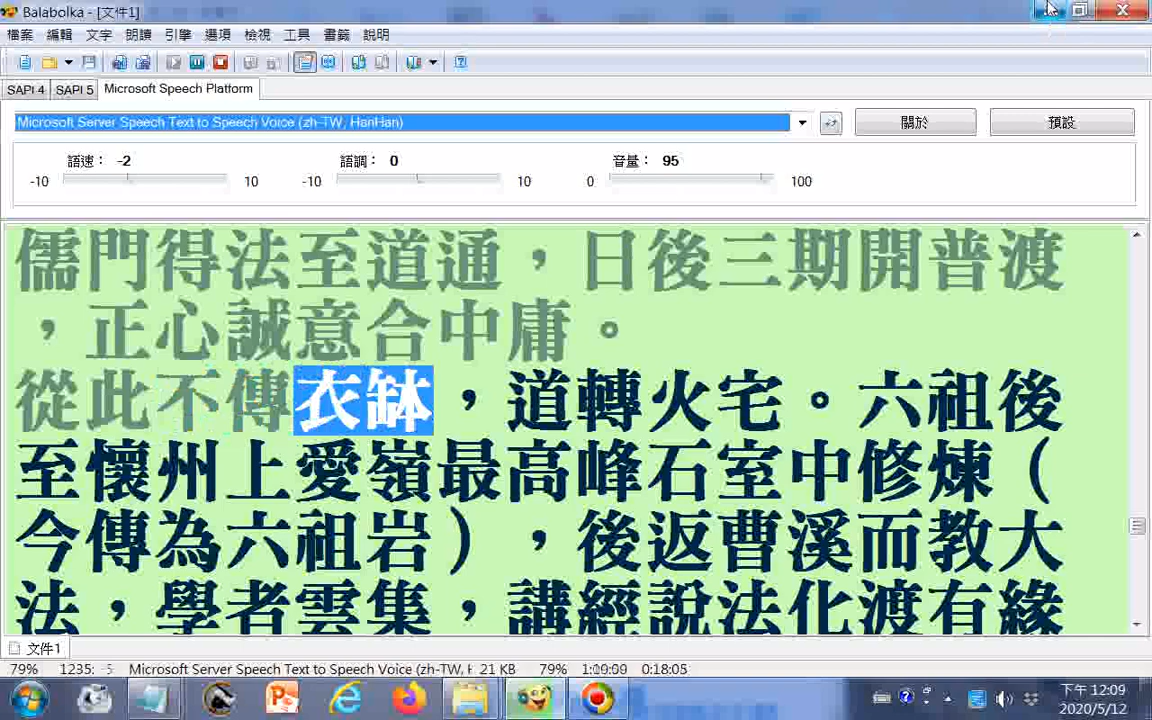 Balabolka - [文件1]
檔案 編輯 文字 朗讀 引擎 選項 檢視 工具 書籤 說明
SAPI 4 SAPI 5 Microsoft Speech Platform
Microsoft Server Speech Text to Speech Voice (zh-TW, HanHan)
關於 預設
語速： -2 語調： 0 音量： 95
-10 10 -10 10 0 100
儒門得法至道通，日後三期開普渡
，正心誠意合中庸。
從此不傳衣缽，道轉火宅。六祖後
至懷州上愛嶺最高峰石室中修煉（
今傳為六祖岩），後返曹溪而教大
法，學者雲集，講經說法化渡有緣
文件1
79% 1235: Microsoft Server Speech Text to Speech Voice (zh-TW, 21 KB 79% 0:18:05
下午 12:09
2020/5/12